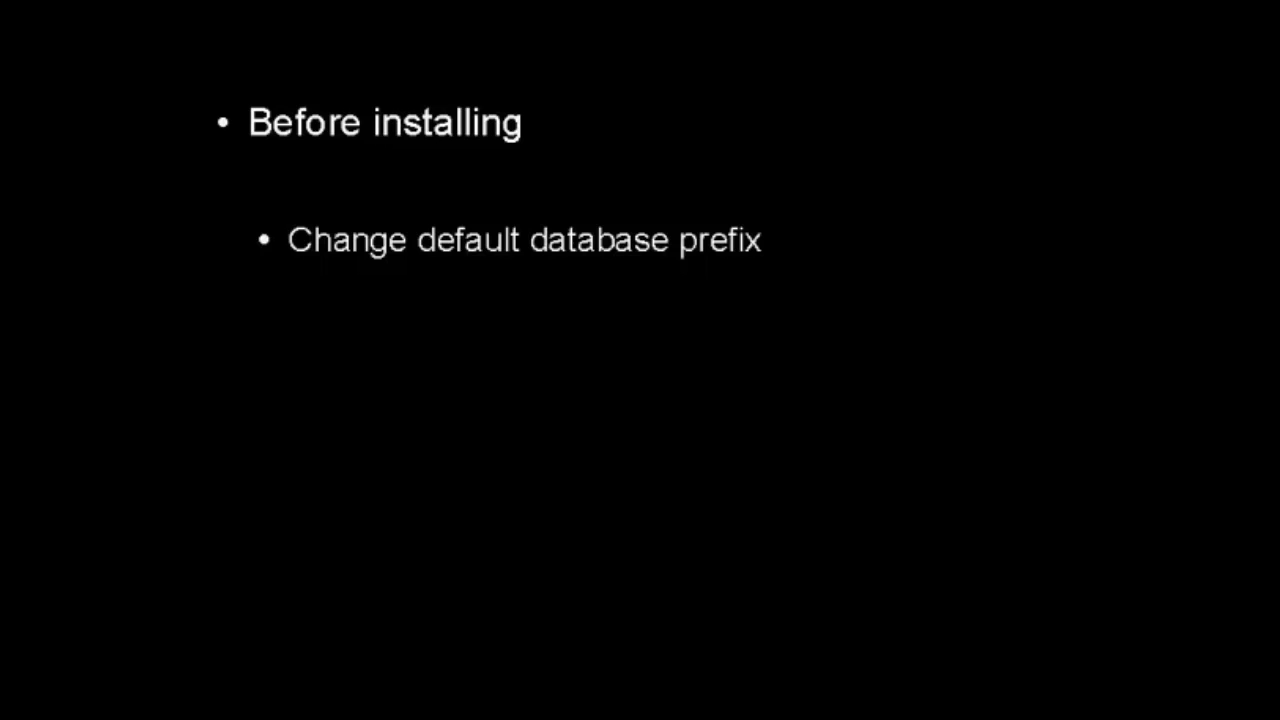 • Before installing
• Change default database prefix